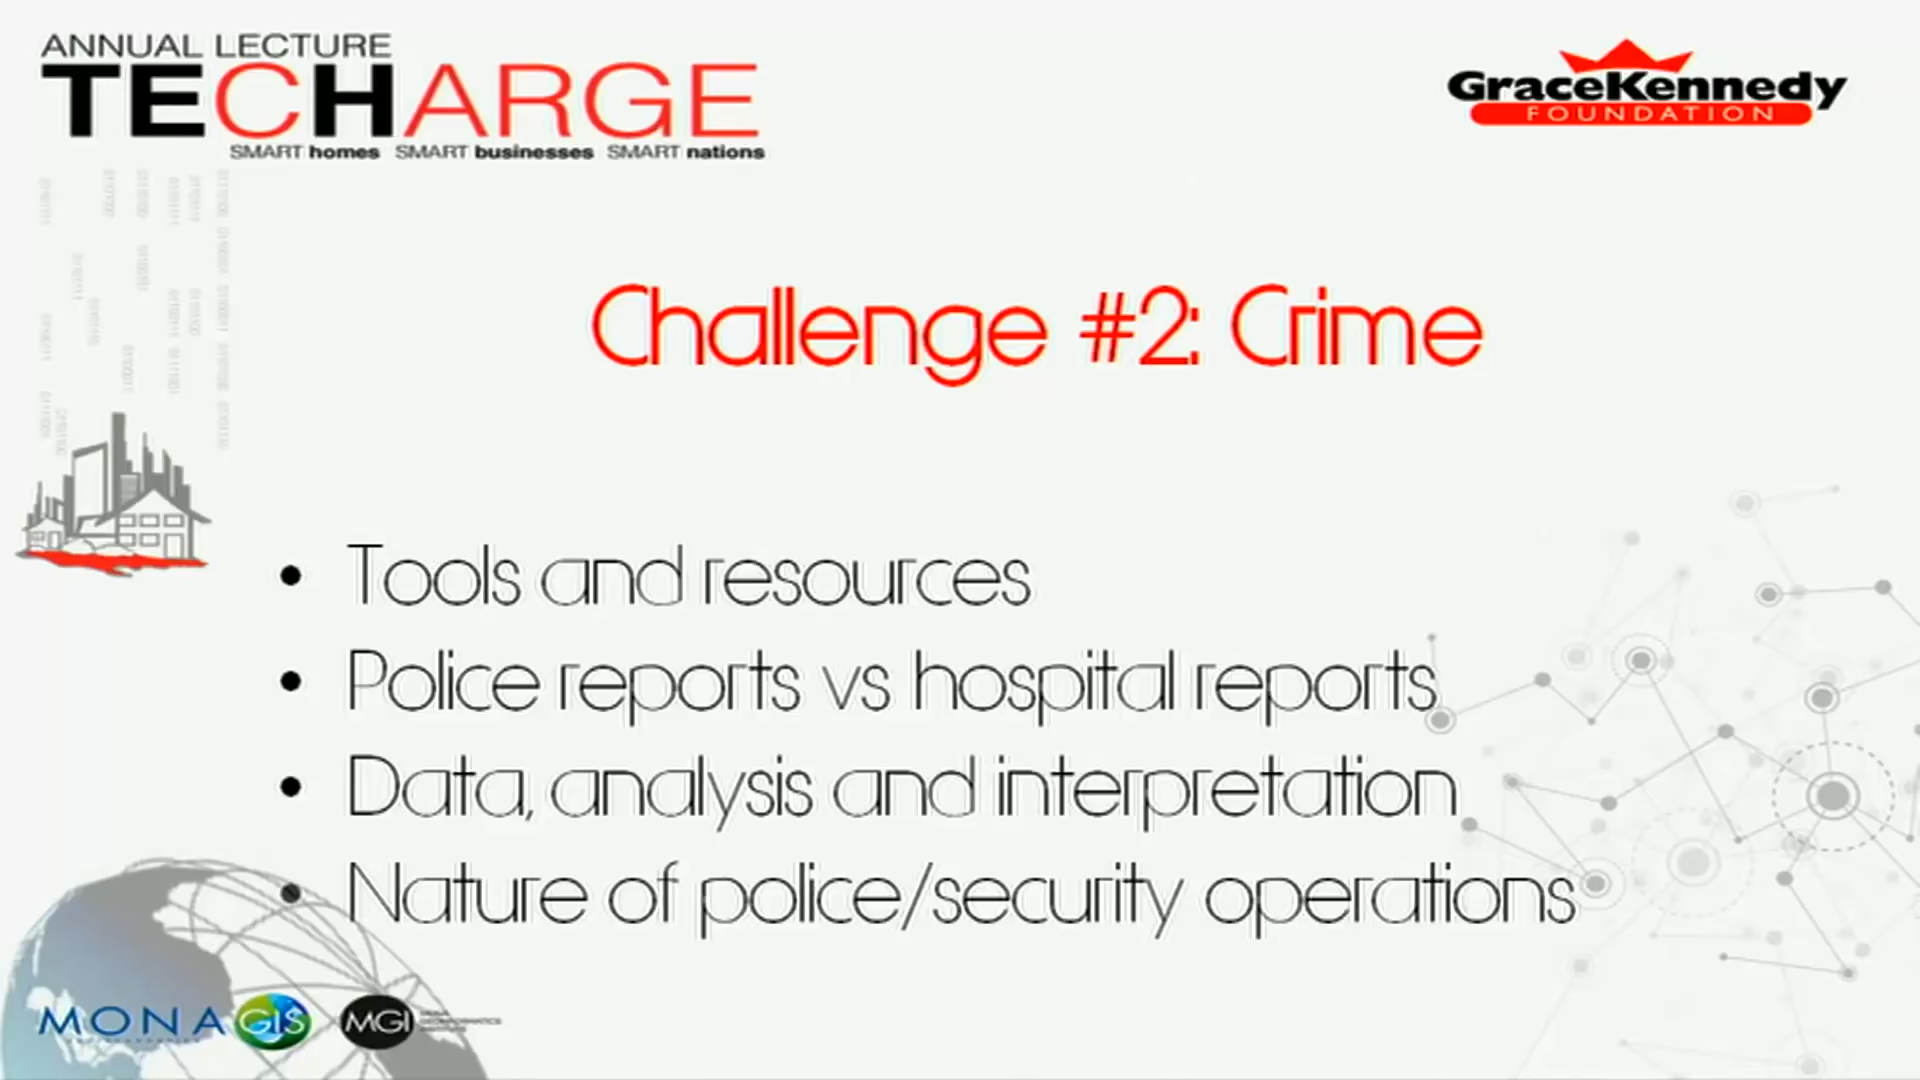 ANNUAL LECTURE
TECHARGE
SMART homes SMART businesses SMART nations
GraceKennedy
FOUNDATION
Challenge #2: Crime
• Tools and resources
• Police reports vs hospital reports
• Data, analysis and interpretation
• Nature of police/security operations
MONA GIS
MGI